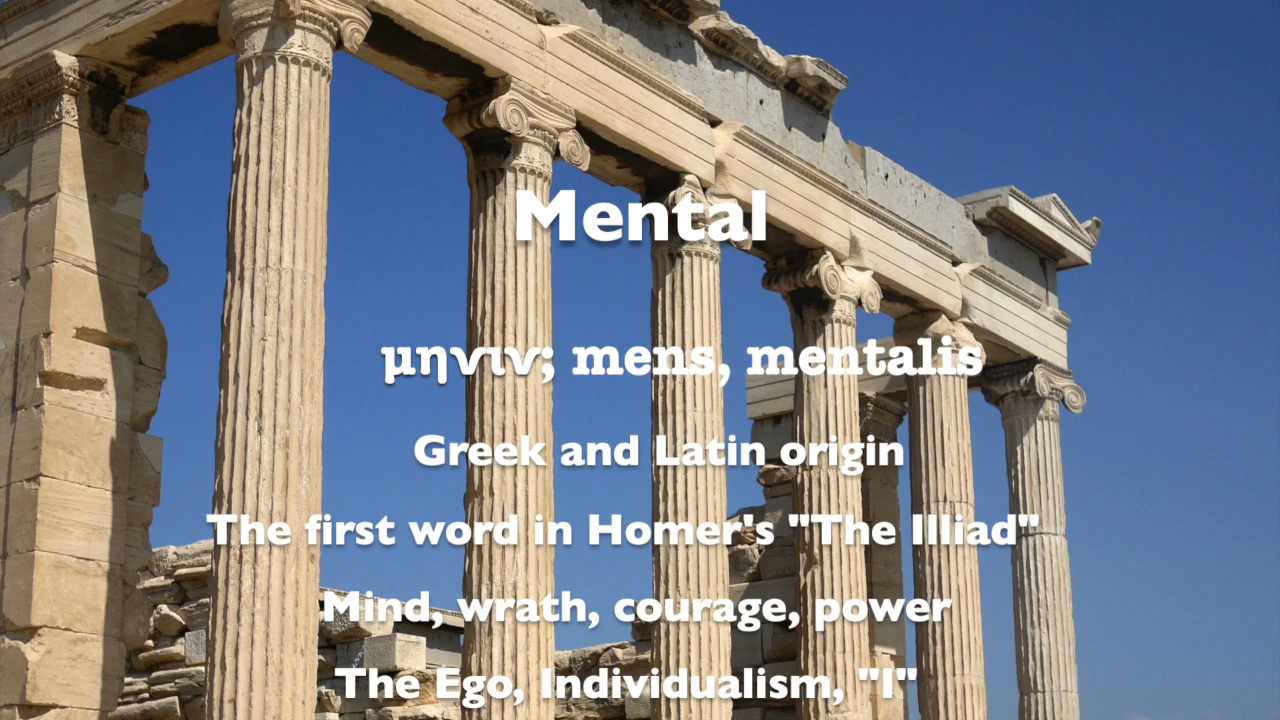 Mental
μηνιν; mens, mentalis
Greek and Latin origin
The first word in Homer's "The Illiad"
Mind, wrath, courage, power
The Ego, Individualism, "I"